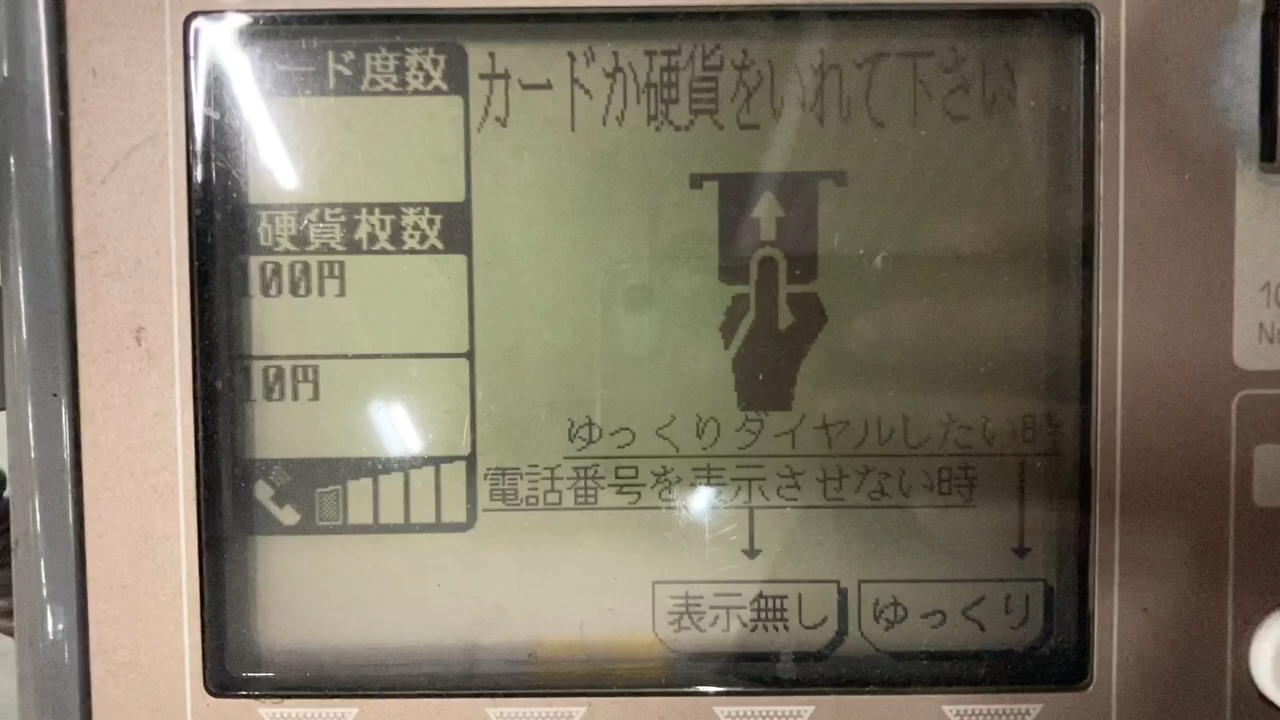 ード度数
カードか硬貨をいれて下さい
硬貨枚数
100円
10円
ゆっくりダイヤルしたい時
電話番号を表示させない時
表示無し
ゆっくり